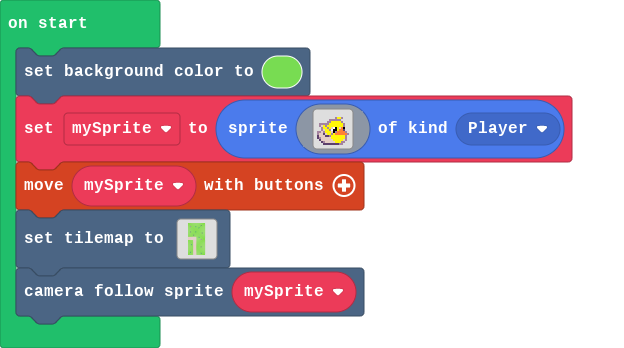 on start
set background color to
set mySprite to sprite of kind Player
move mySprite with buttons
set tilemap to
camera follow sprite mySprite